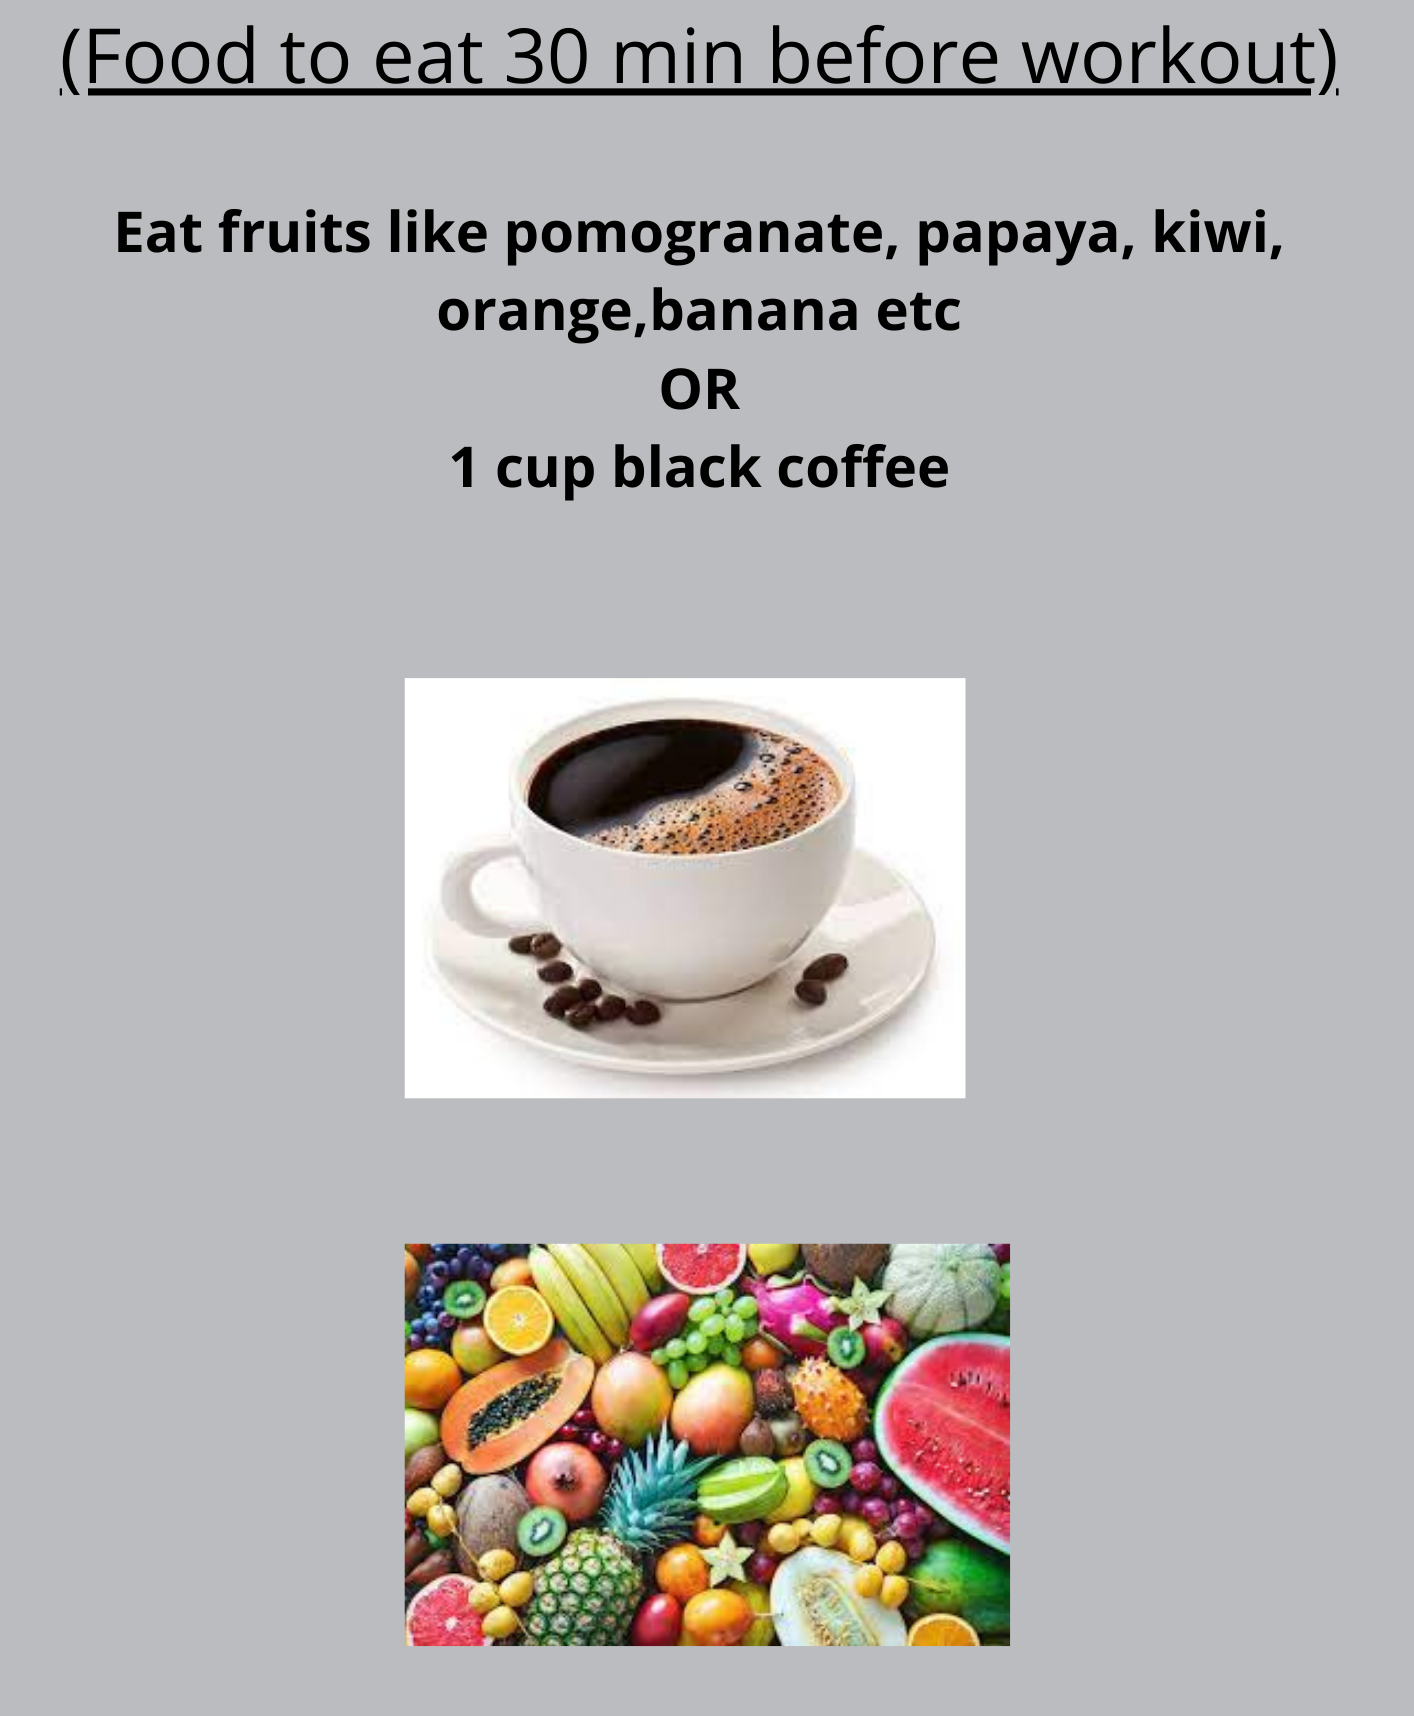 (Food to eat 30 min before workout)
Eat fruits like pomogranate, papaya, kiwi,
orange,banana etc
OR
1 cup black coffee